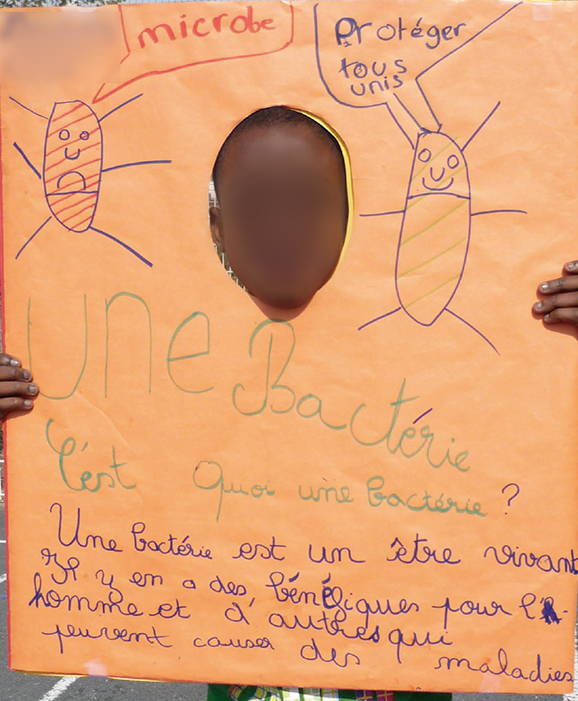 microbe
Protéger
tous
unis
Une Bactérie
C'est Quoi une bactérie ?
Une bactérie est un être vivant
Il y en a des, bénéfiques pour l'h-
homme et d'autres qui
peuvent causer des maladies